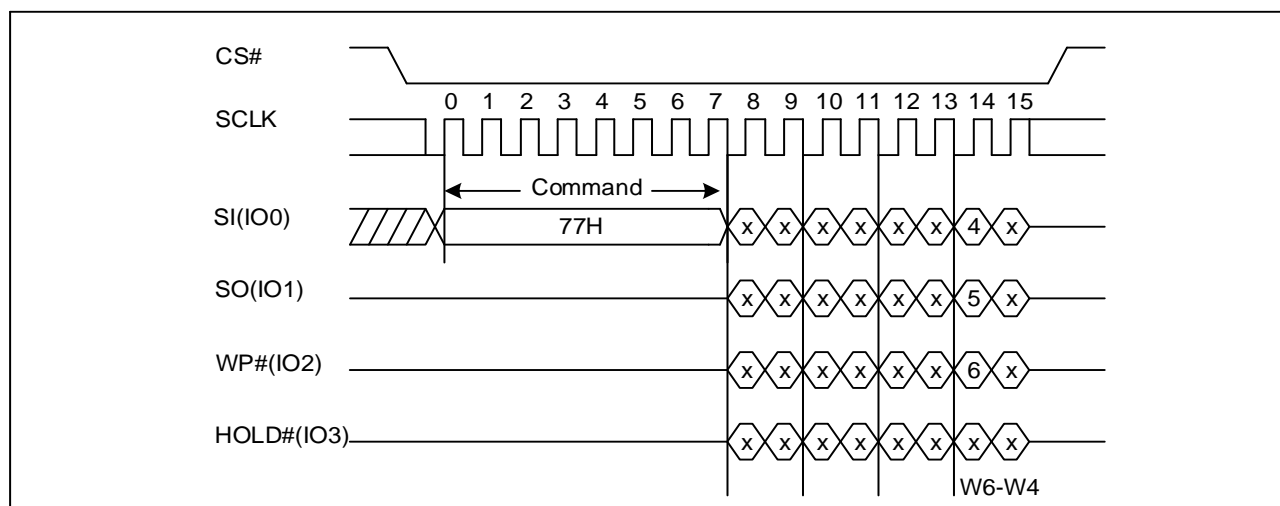 CS#
0 1 2 3 4 5 6 7 8 9 10 11 12 13 14 15
SCLK
Command
SI(IO0)
77H
x x x x x x 4 x
SO(IO1)
x x x x x x 5 x
WP#(IO2)
x x x x x x 6 x
HOLD#(IO3)
x x x x x x x x
W6-W4